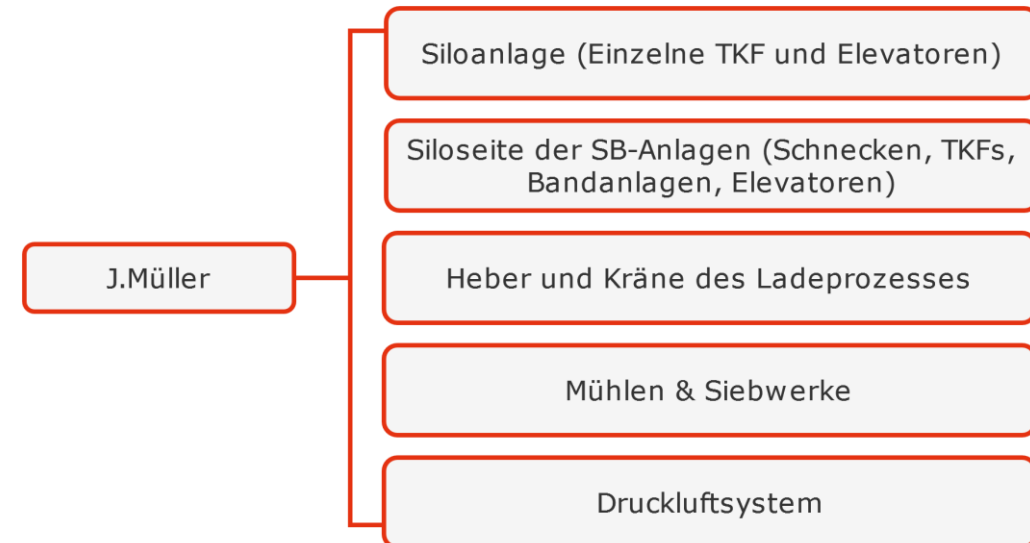 Siloanlage (Einzelne TKF und Elevatoren)
Siloseite der SB-Anlagen (Schnecken, TKFs,
Bandanlagen, Elevatoren)
J.Müller
Heber und Kräne des Ladeprozesses
Mühlen & Siebwerke
Druckluftsystem